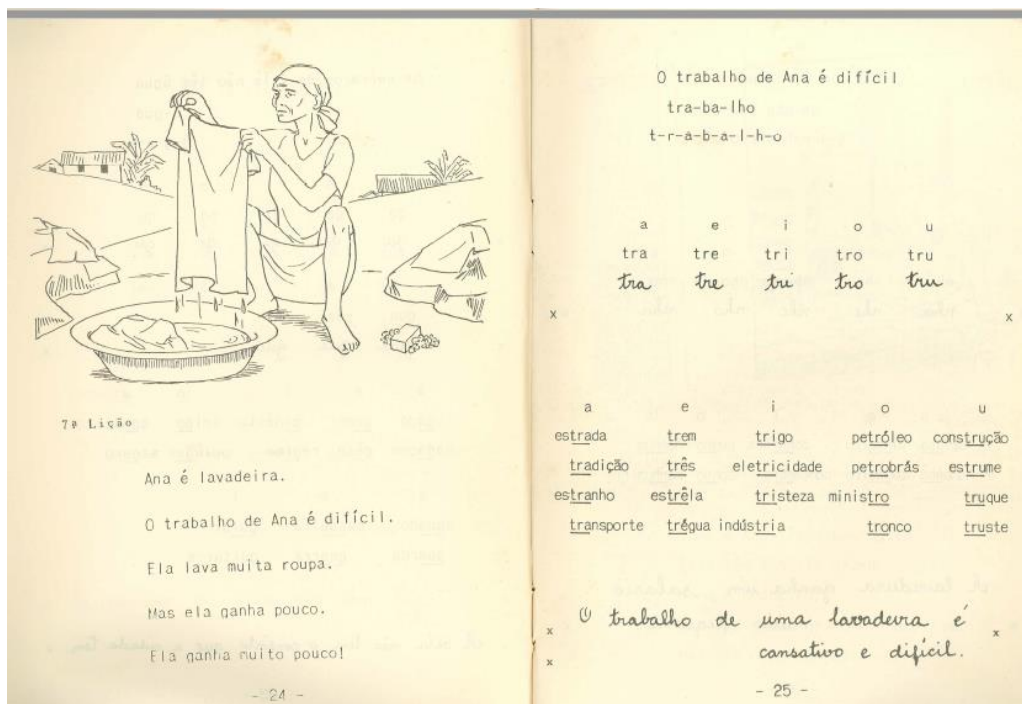 7ª Lição
Ana é lavadeira.
O trabalho de Ana é difícil.
Ela lava muita roupa.
Mas ela ganha pouco.
Ela ganha muito pouco!
- 24 -
O trabalho de Ana é difícil
tra-ba-lho
t-r-a-b-a-l-h-o
a e i o u
tra tre tri tro tru
tra tre tri tro tru
x x
a e i o u
estrada trem trigo petróleo construção
tradição três eletricidade petrobrás estrume
estranho estrêla tristeza ministro truque
transporte trégua indústria tronco truste
x O trabalho de uma lavadeira é x
x cansativo e difícil.
- 25 -